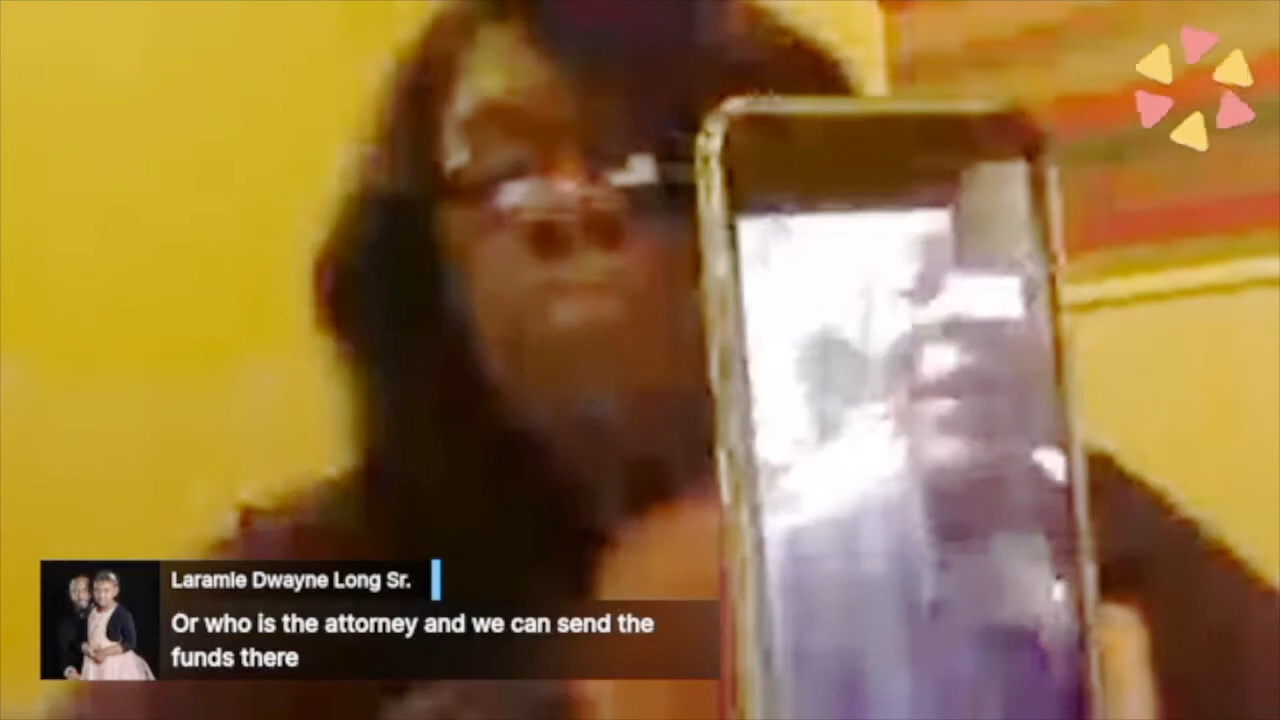 Laramie Dwayne Long Sr.
Or who is the attorney and we can send the
funds there